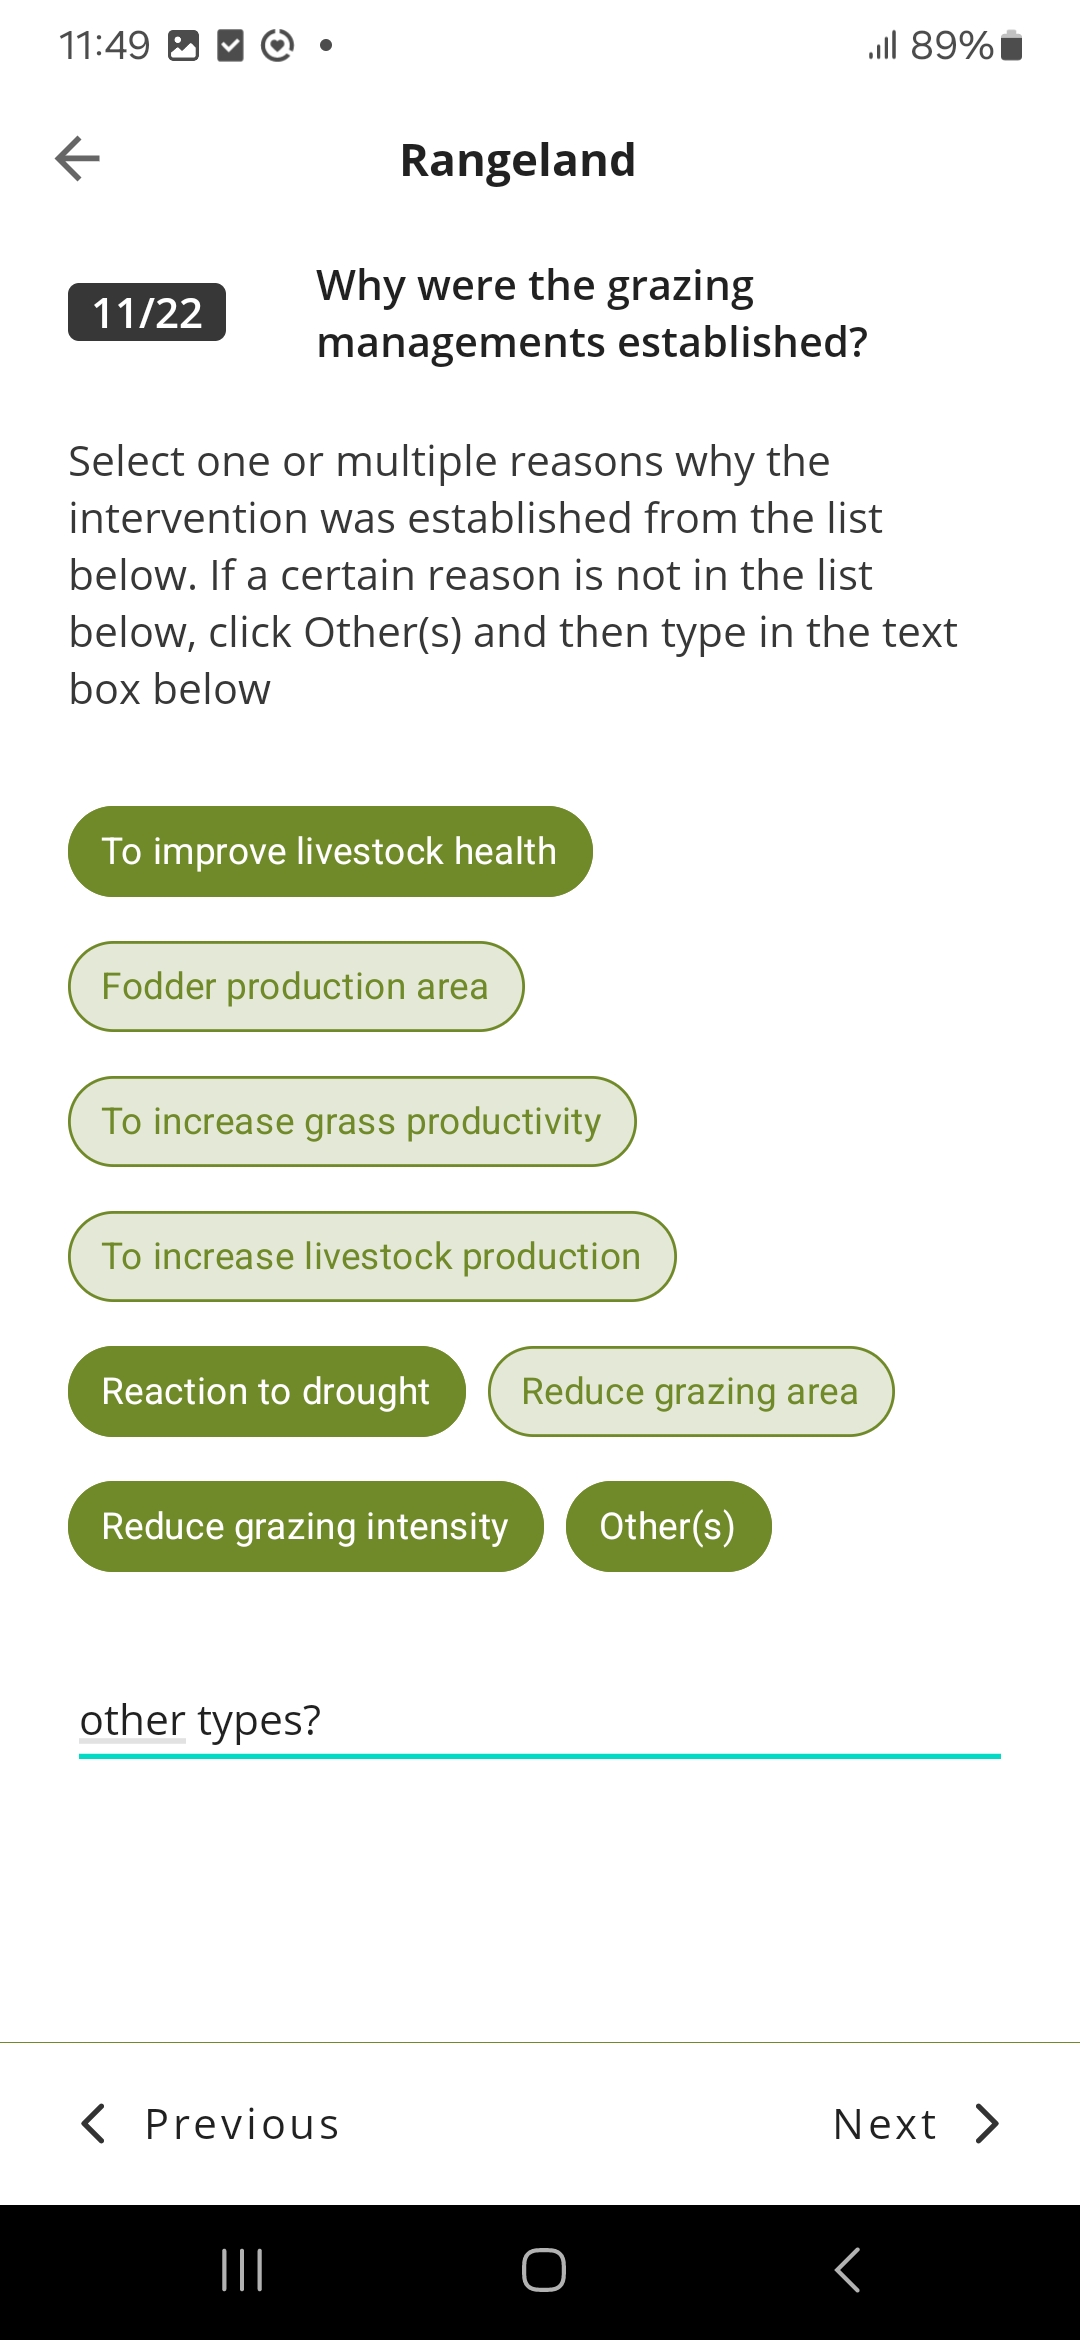 11:49
89%
Rangeland
11/22
Why were the grazing
managements established?
Select one or multiple reasons why the
intervention was established from the list
below. If a certain reason is not in the list
below, click Other(s) and then type in the text
box below
To improve livestock health
Fodder production area
To increase grass productivity
To increase livestock production
Reaction to drought
Reduce grazing area
Reduce grazing intensity
Other(s)
other types?
Previous
Next